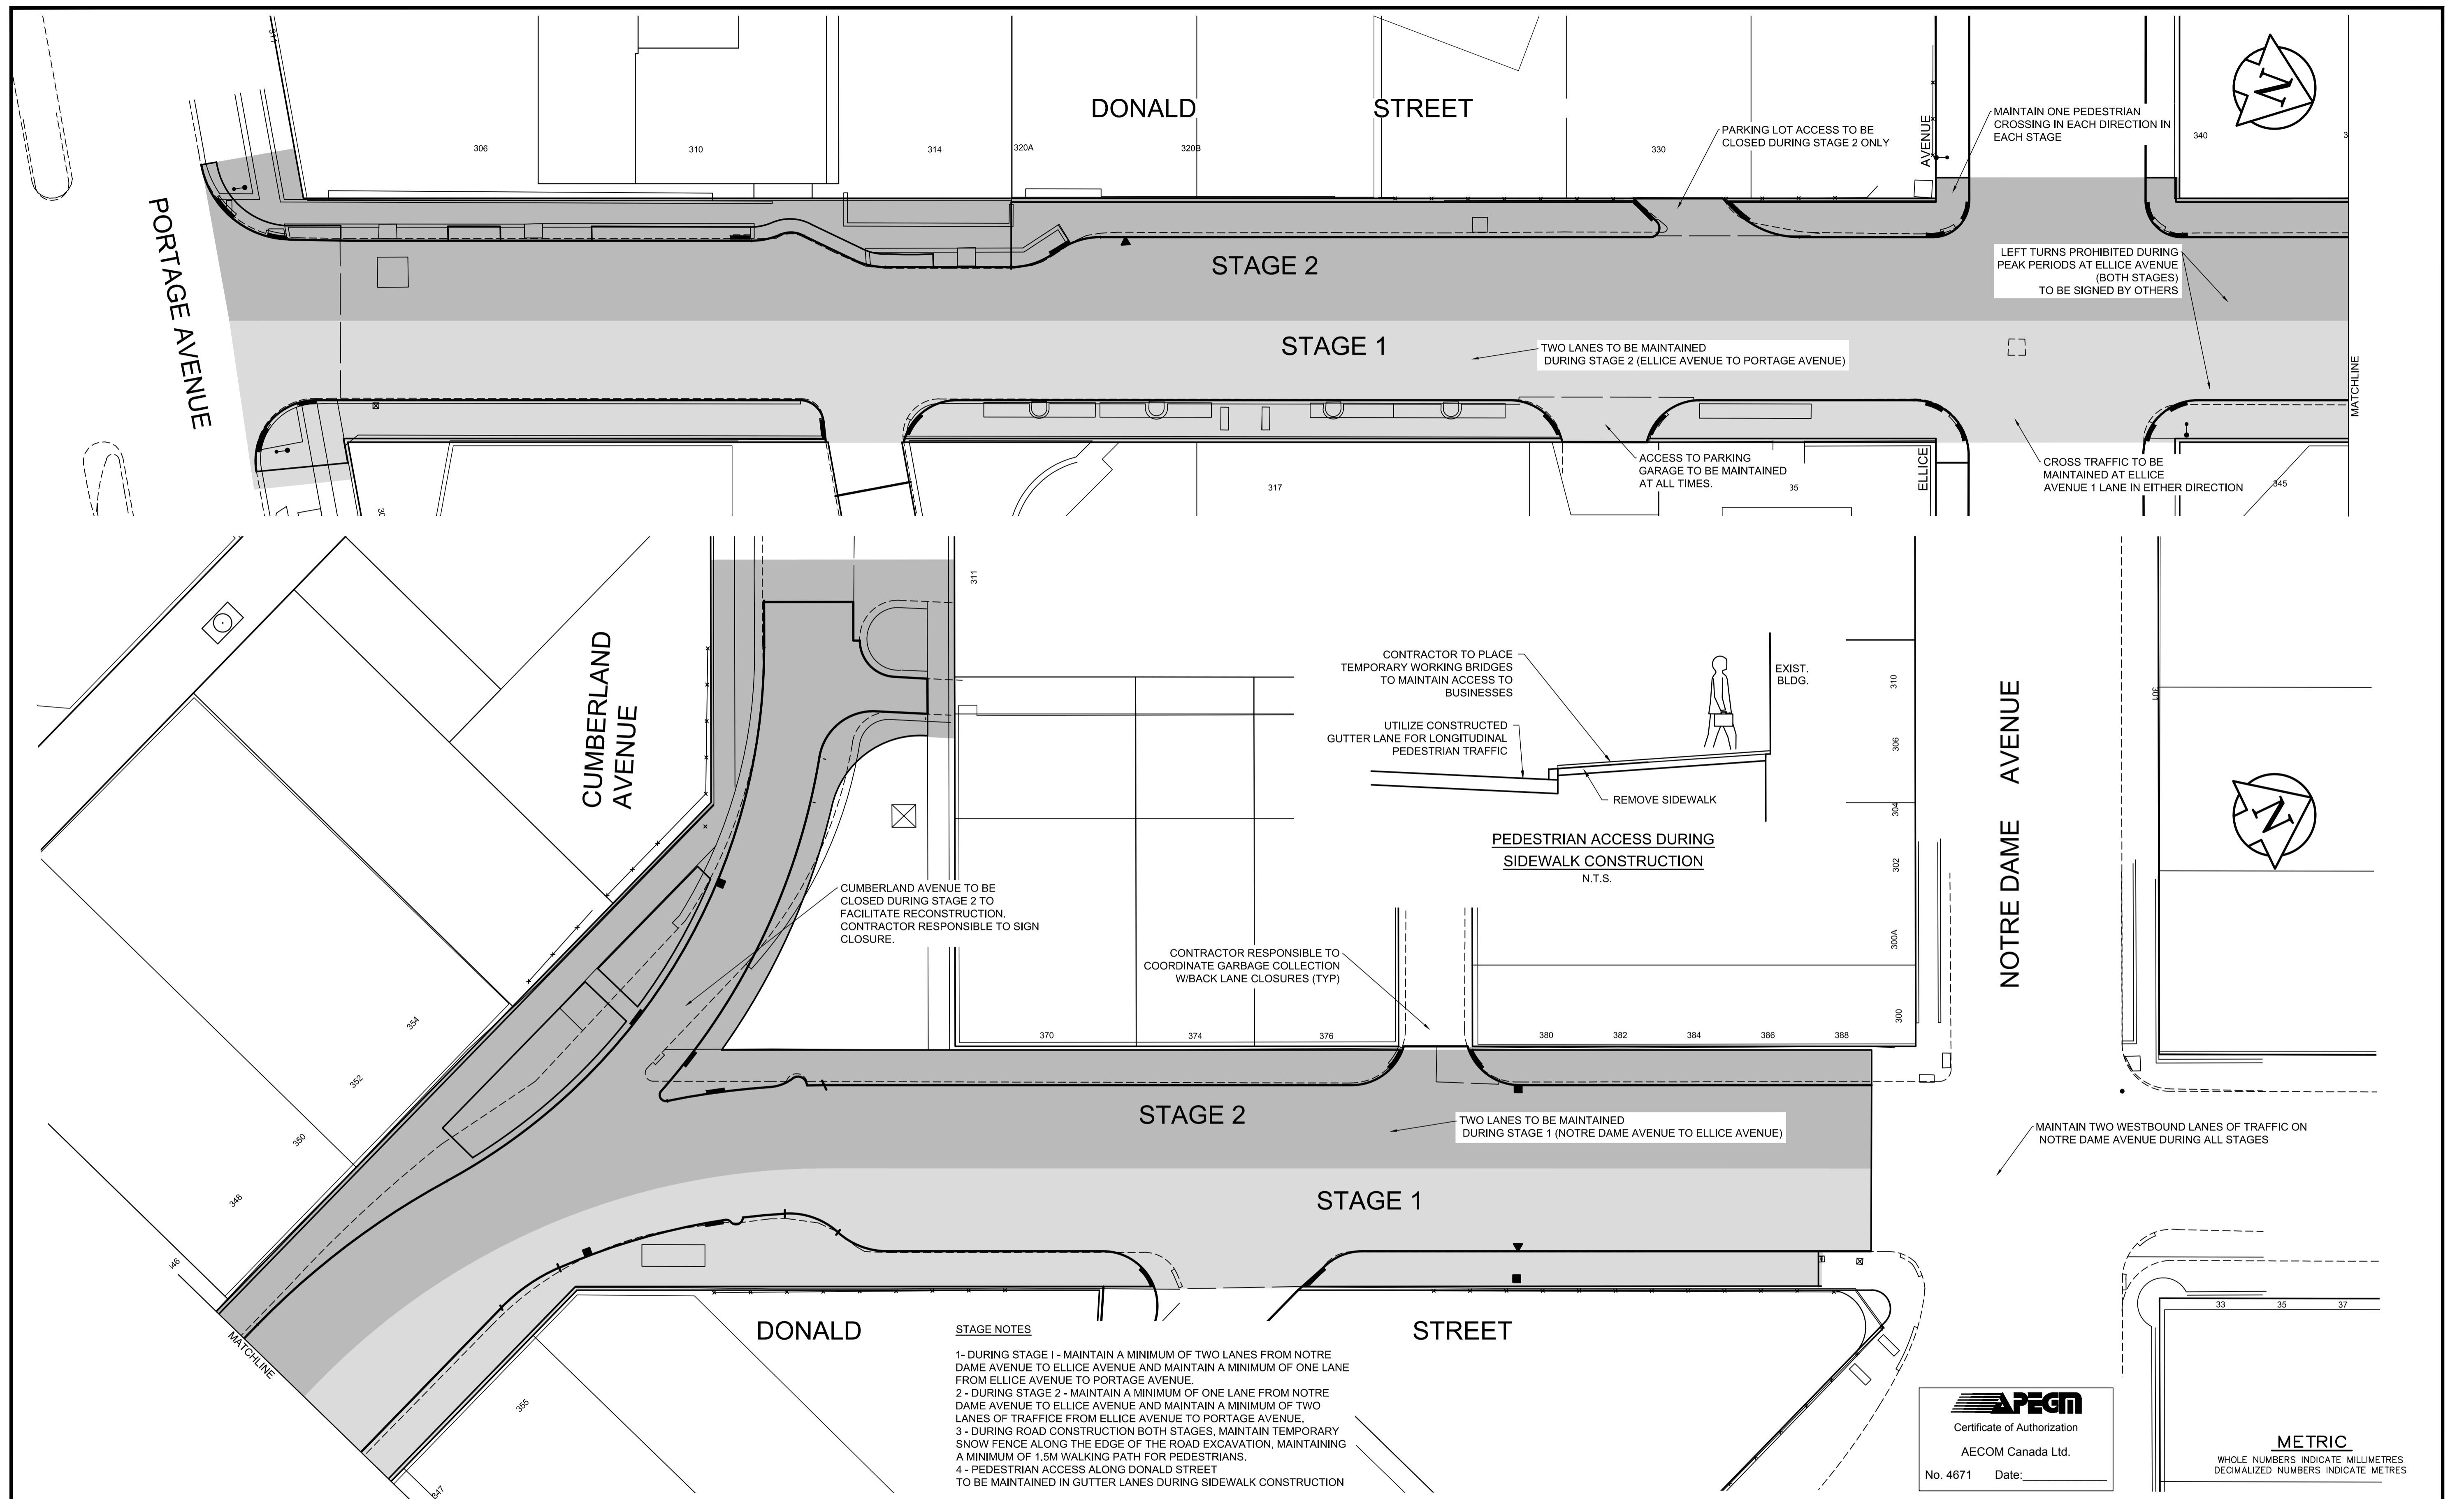 DONALD STREET
306
310
314
320A
320B
330
340
AVENUE
PARKING LOT ACCESS TO BE
CLOSED DURING STAGE 2 ONLY
MAINTAIN ONE PEDESTRIAN
CROSSING IN EACH DIRECTION IN
EACH STAGE
N
PORTAGE AVENUE
STAGE 2
LEFT TURNS PROHIBITED DURING
PEAK PERIODS AT ELLICE AVENUE
(BOTH STAGES)
TO BE SIGNED BY OTHERS
STAGE 1
TWO LANES TO BE MAINTAINED
DURING STAGE 2 (ELLICE AVENUE TO PORTAGE AVENUE)
MATCHLINE
ACCESS TO PARKING
GARAGE TO BE MAINTAINED
AT ALL TIMES.
ELLICE
CROSS TRAFFIC TO BE
MAINTAINED AT ELLICE
AVENUE 1 LANE IN EITHER DIRECTION
317
35
345
311
CUMBERLAND
AVENUE
CONTRACTOR TO PLACE
TEMPORARY WORKING BRIDGES
TO MAINTAIN ACCESS TO
BUSINESSES
EXIST.
BLDG.
UTILIZE CONSTRUCTED
GUTTER LANE FOR LONGITUDINAL
PEDESTRIAN TRAFFIC
REMOVE SIDEWALK
PEDESTRIAN ACCESS DURING
SIDEWALK CONSTRUCTION
N.T.S.
310
306
304
302
300A
300
NOTRE DAME AVENUE
301
N
CUMBERLAND AVENUE TO BE
CLOSED DURING STAGE 2 TO
FACILITATE RECONSTRUCTION.
CONTRACTOR RESPONSIBLE TO SIGN
CLOSURE.
CONTRACTOR RESPONSIBLE TO
COORDINATE GARBAGE COLLECTION
W/BACK LANE CLOSURES (TYP)
354
352
350
348
370
374
376
380
382
384
386
388
STAGE 2
TWO LANES TO BE MAINTAINED
DURING STAGE 1 (NOTRE DAME AVENUE TO ELLICE AVENUE)
MAINTAIN TWO WESTBOUND LANES OF TRAFFIC ON
NOTRE DAME AVENUE DURING ALL STAGES
STAGE 1
MATCHLINE
DONALD STREET
355
347
33
35
37
STAGE NOTES
1- DURING STAGE I - MAINTAIN A MINIMUM OF TWO LANES FROM NOTRE
DAME AVENUE TO ELLICE AVENUE AND MAINTAIN A MINIMUM OF ONE LANE
FROM ELLICE AVENUE TO PORTAGE AVENUE.
2 - DURING STAGE 2 - MAINTAIN A MINIMUM OF ONE LANE FROM NOTRE
DAME AVENUE TO ELLICE AVENUE AND MAINTAIN A MINIMUM OF TWO
LANES OF TRAFFICE FROM ELLICE AVENUE TO PORTAGE AVENUE.
3 - DURING ROAD CONSTRUCTION BOTH STAGES, MAINTAIN TEMPORARY
SNOW FENCE ALONG THE EDGE OF THE ROAD EXCAVATION, MAINTAINING
A MINIMUM OF 1.5M WALKING PATH FOR PEDESTRIANS.
4 - PEDESTRIAN ACCESS ALONG DONALD STREET
TO BE MAINTAINED IN GUTTER LANES DURING SIDEWALK CONSTRUCTION
APEGM
Certificate of Authorization
AECOM Canada Ltd.
No. 4671 Date:
METRIC
WHOLE NUMBERS INDICATE MILLIMETRES
DECIMALIZED NUMBERS INDICATE METRES